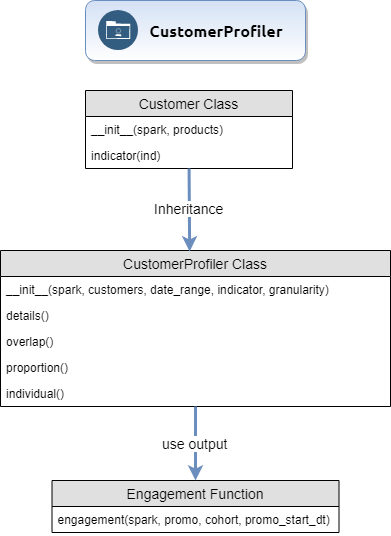 CustomerProfiler
Customer Class
__init__(spark, products)
indicator(ind)
Inheritance
CustomerProfiler Class
__init__(spark, customers, date_range, indicator, granularity)
details()
overlap()
proportion()
individual()
use output
Engagement Function
engagement(spark, promo, cohort, promo_start_dt)